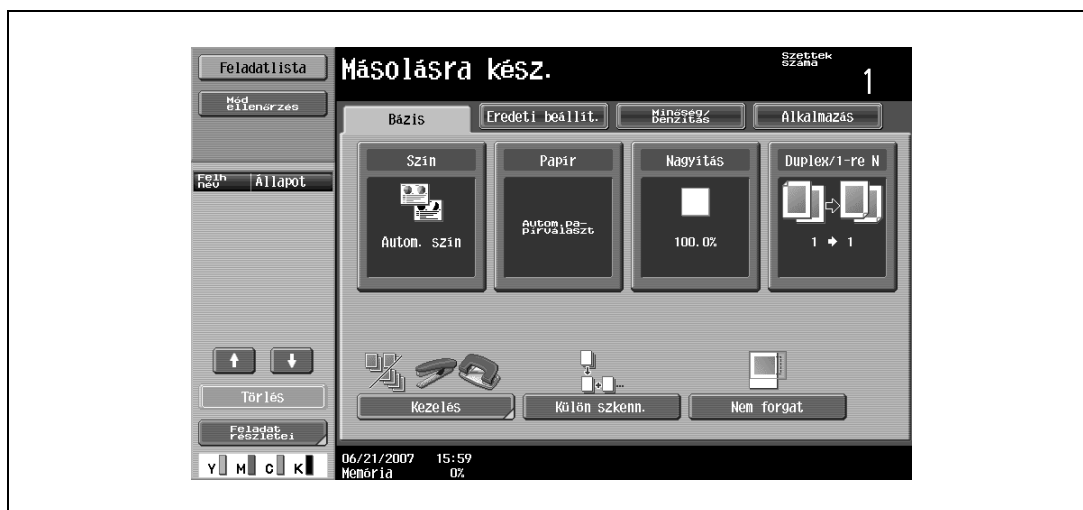 Feladatlista
Mód
ellenőrzés
Felh
név
Állapot
Törlés
Feladat
részletei
Y M C K
Másolásra kész.
Szettek
száma
1
Bázis
Eredeti beállít.
Minőség/
Denzitás
Alkalmazás
Szín
Autom. szín
Papír
Autom.pa-
pírválaszt
Nagyítás
100.0%
Duplex/1-re N
1 → 1
Kezelés
Külön szkenn.
Nem forgat
06/21/2007 15:59
Memória 0%